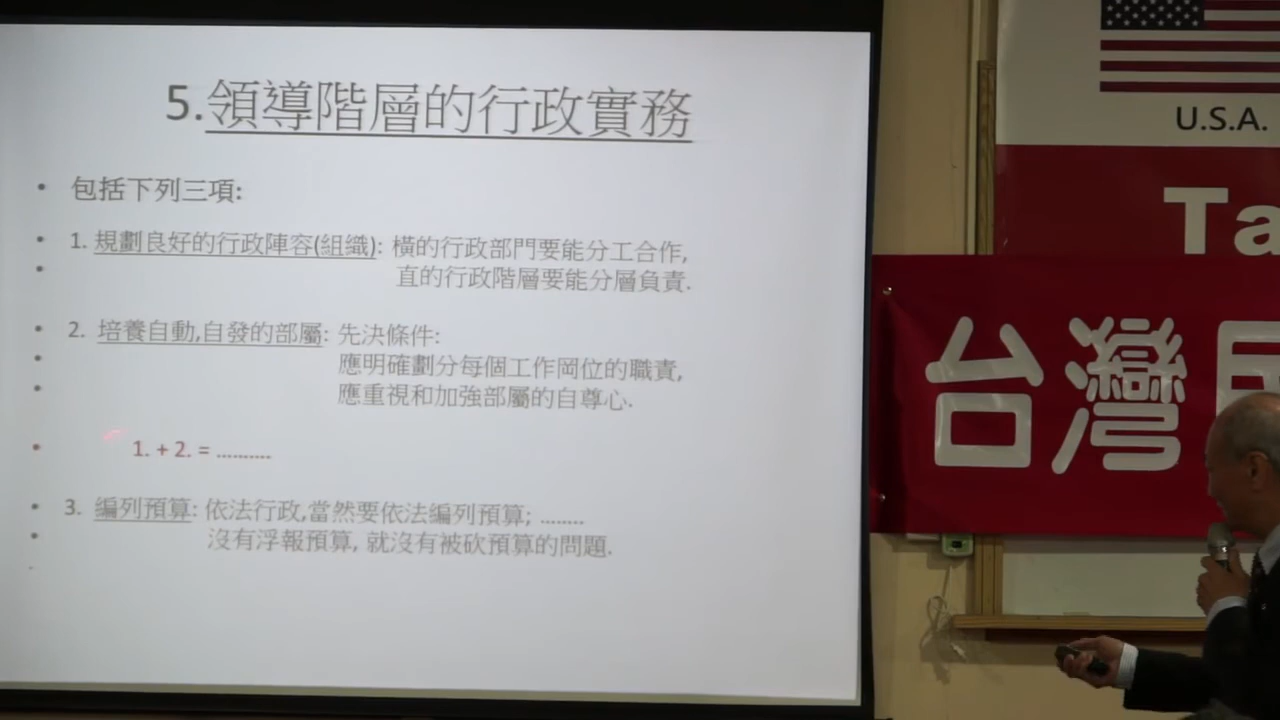 5.領導階層的行政實務
• 包括下列三項:
• 1. 規劃良好的行政陣容(組織): 橫的行政部門要能分工合作,
• 直的行政階層要能分層負責.
• 2. 培養自動,自發的部屬: 先決條件:
• 應明確劃分每個工作岡位的職責,
• 應重視和加強部屬的自尊心.
• 1. + 2. = ..........
• 3. 編列預算: 依法行政,當然要依法編列預算; ........
• 沒有浮報預算, 就沒有被砍預算的問題.
U.S.A.
Ta
台灣